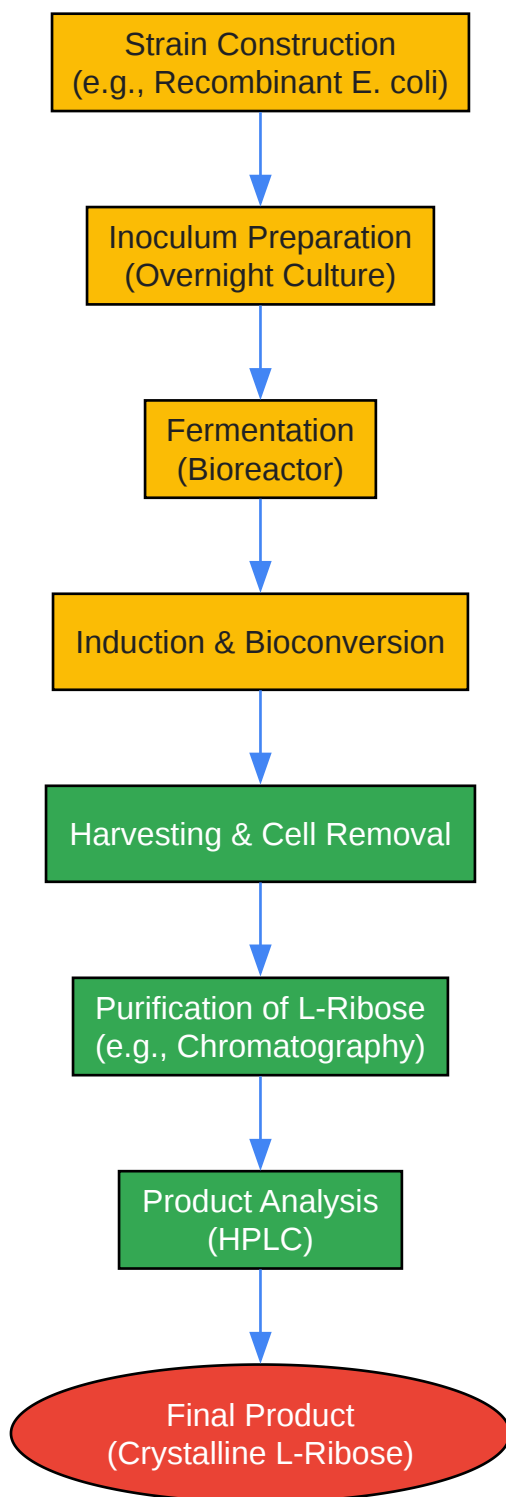 Strain Construction
(e.g., Recombinant E. coli)
Inoculum Preparation
(Overnight Culture)
Fermentation
(Bioreactor)
Induction & Bioconversion
Harvesting & Cell Removal
Purification of L-Ribose
(e.g., Chromatography)
Product Analysis
(HPLC)
Final Product
(Crystalline L-Ribose)